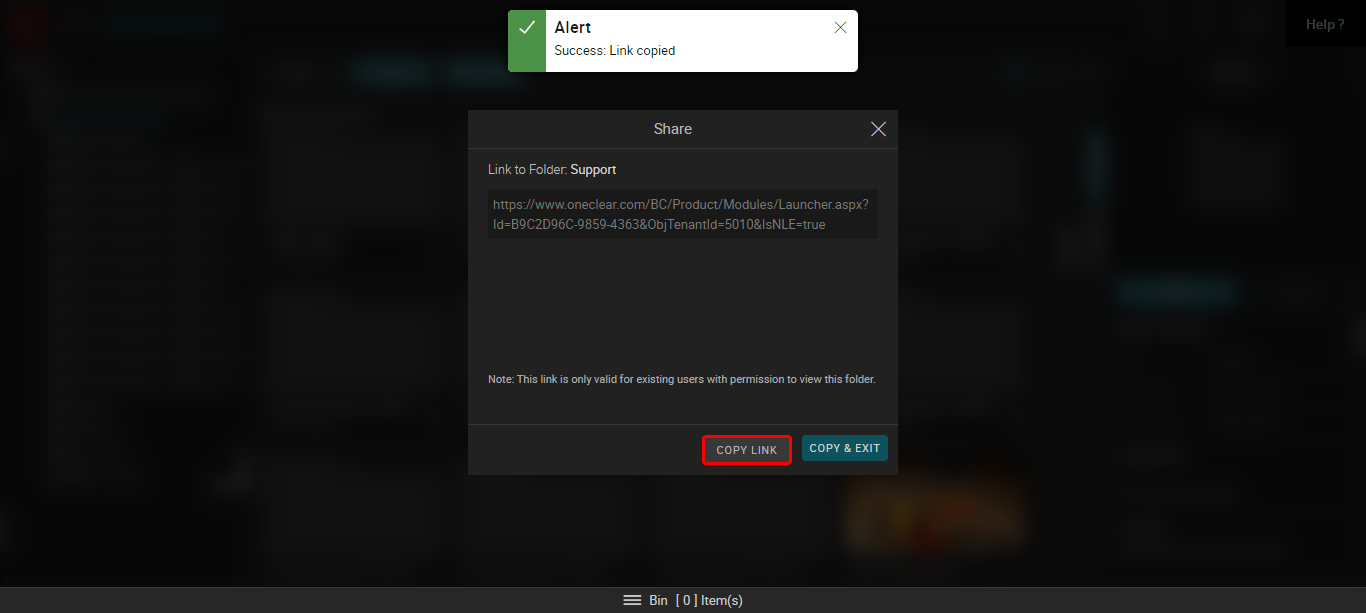 Alert
Success: Link copied
Help ?
Share
Link to Folder: Support
https://www.oneclear.com/BC/Product/Modules/Launcher.aspx?
Id=B9C2D96C-9859-4363&ObjTenantId=5010&IsNLE=true
Note: This link is only valid for existing users with permission to view this folder.
COPY LINK
COPY & EXIT
Bin [ 0 ] Item(s)